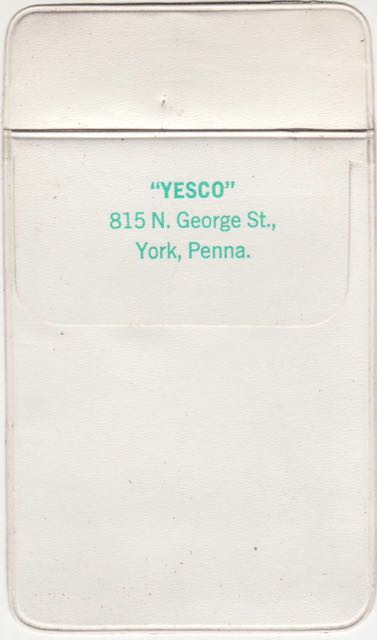 “YESCO”
815 N. George St.,
York, Penna.